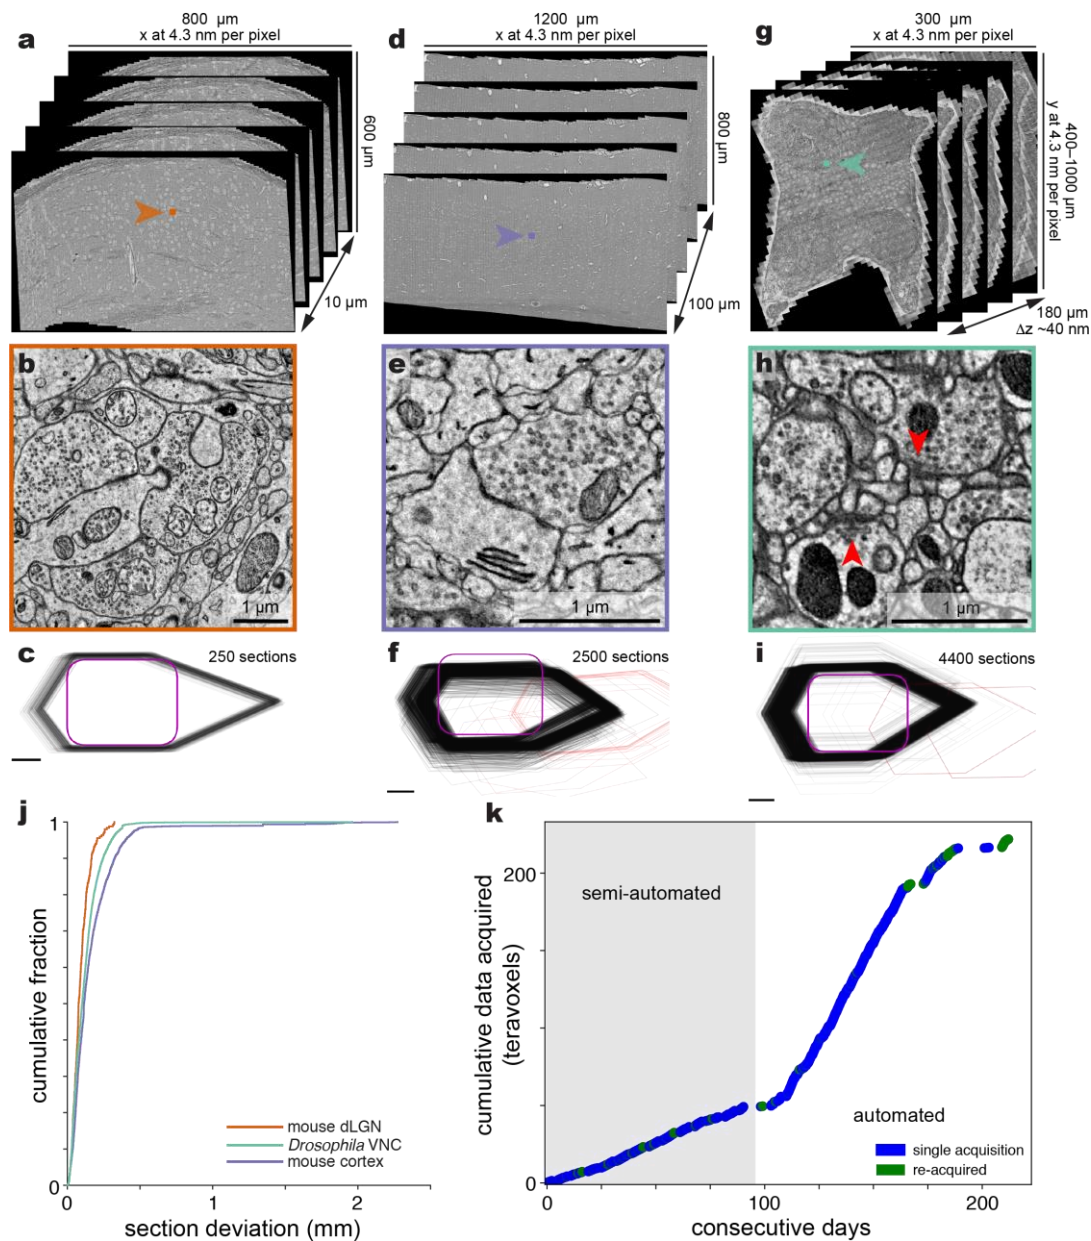 a
800 µm
x at 4.3 nm per pixel
600 µm
10 µm
d
1200 µm
x at 4.3 nm per pixel
800 µm
100 µm
g
300 µm
x at 4.3 nm per pixel
400–1000 µm
y at 4.3 nm per pixel
180 µm
Δz ~40 nm
b
1 µm
e
1 µm
h
1 µm
c
250 sections
f
2500 sections
i
4400 sections
j
1
0
cumulative fraction
mouse dLGN
Drosophila VNC
mouse cortex
0
1
2
section deviation (mm)
k
200
100
0
cumulative data acquired
(teravoxels)
semi-automated
automated
single acquisition
re-acquired
0
50
100
150
200
consecutive days